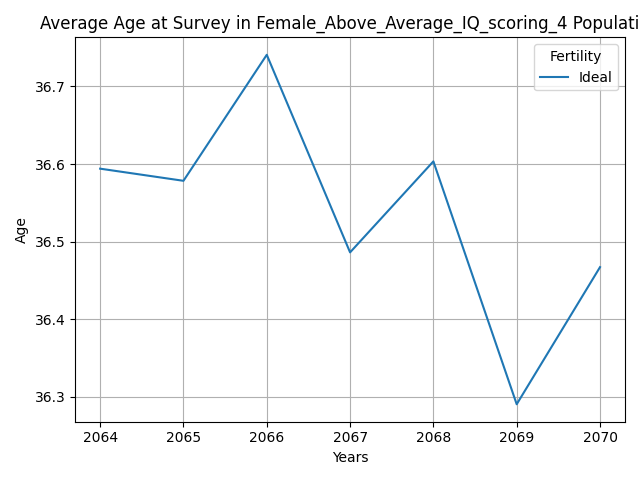 Average Age at Survey in Female_Above_Average_IQ_scoring_4 Populati
Fertility
Ideal
36.7
36.6
36.5
36.4
36.3
Age
2064 2065 2066 2067 2068 2069 2070
Years